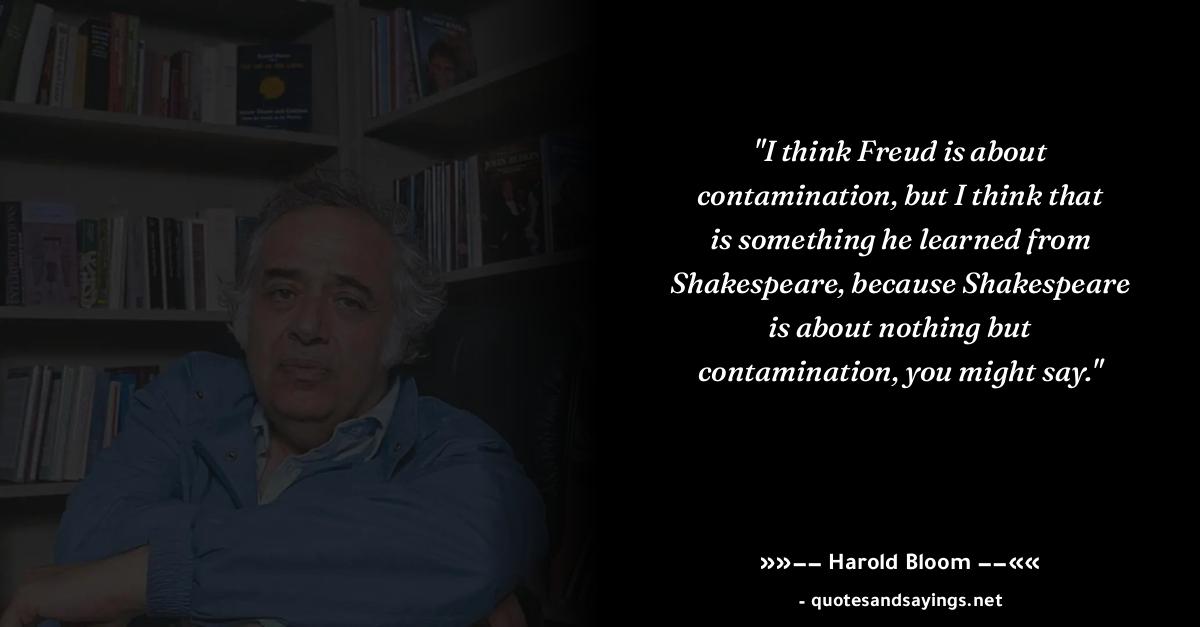 "I think Freud is about
contamination, but I think that
is something he learned from
Shakespeare, because Shakespeare
is about nothing but
contamination, you might say."
»»–– Harold Bloom ––««
- quotesandsayings.net